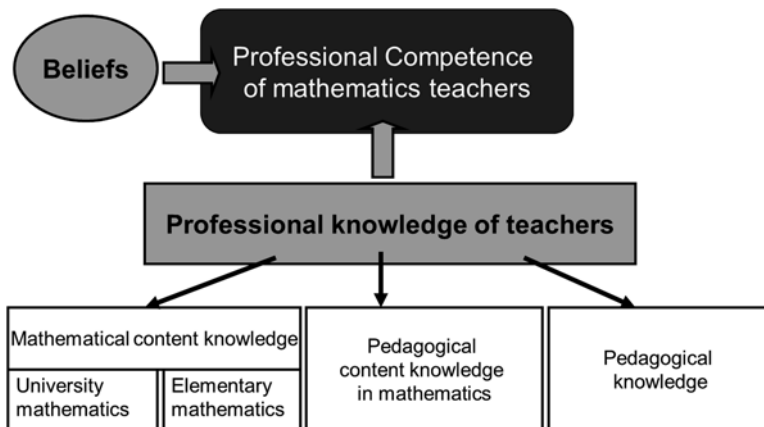 Beliefs
Professional Competence
of mathematics teachers
Professional knowledge of teachers
Mathematical content knowledge
University
mathematics
Elementary
mathematics
Pedagogical
content knowledge
in mathematics
Pedagogical
knowledge